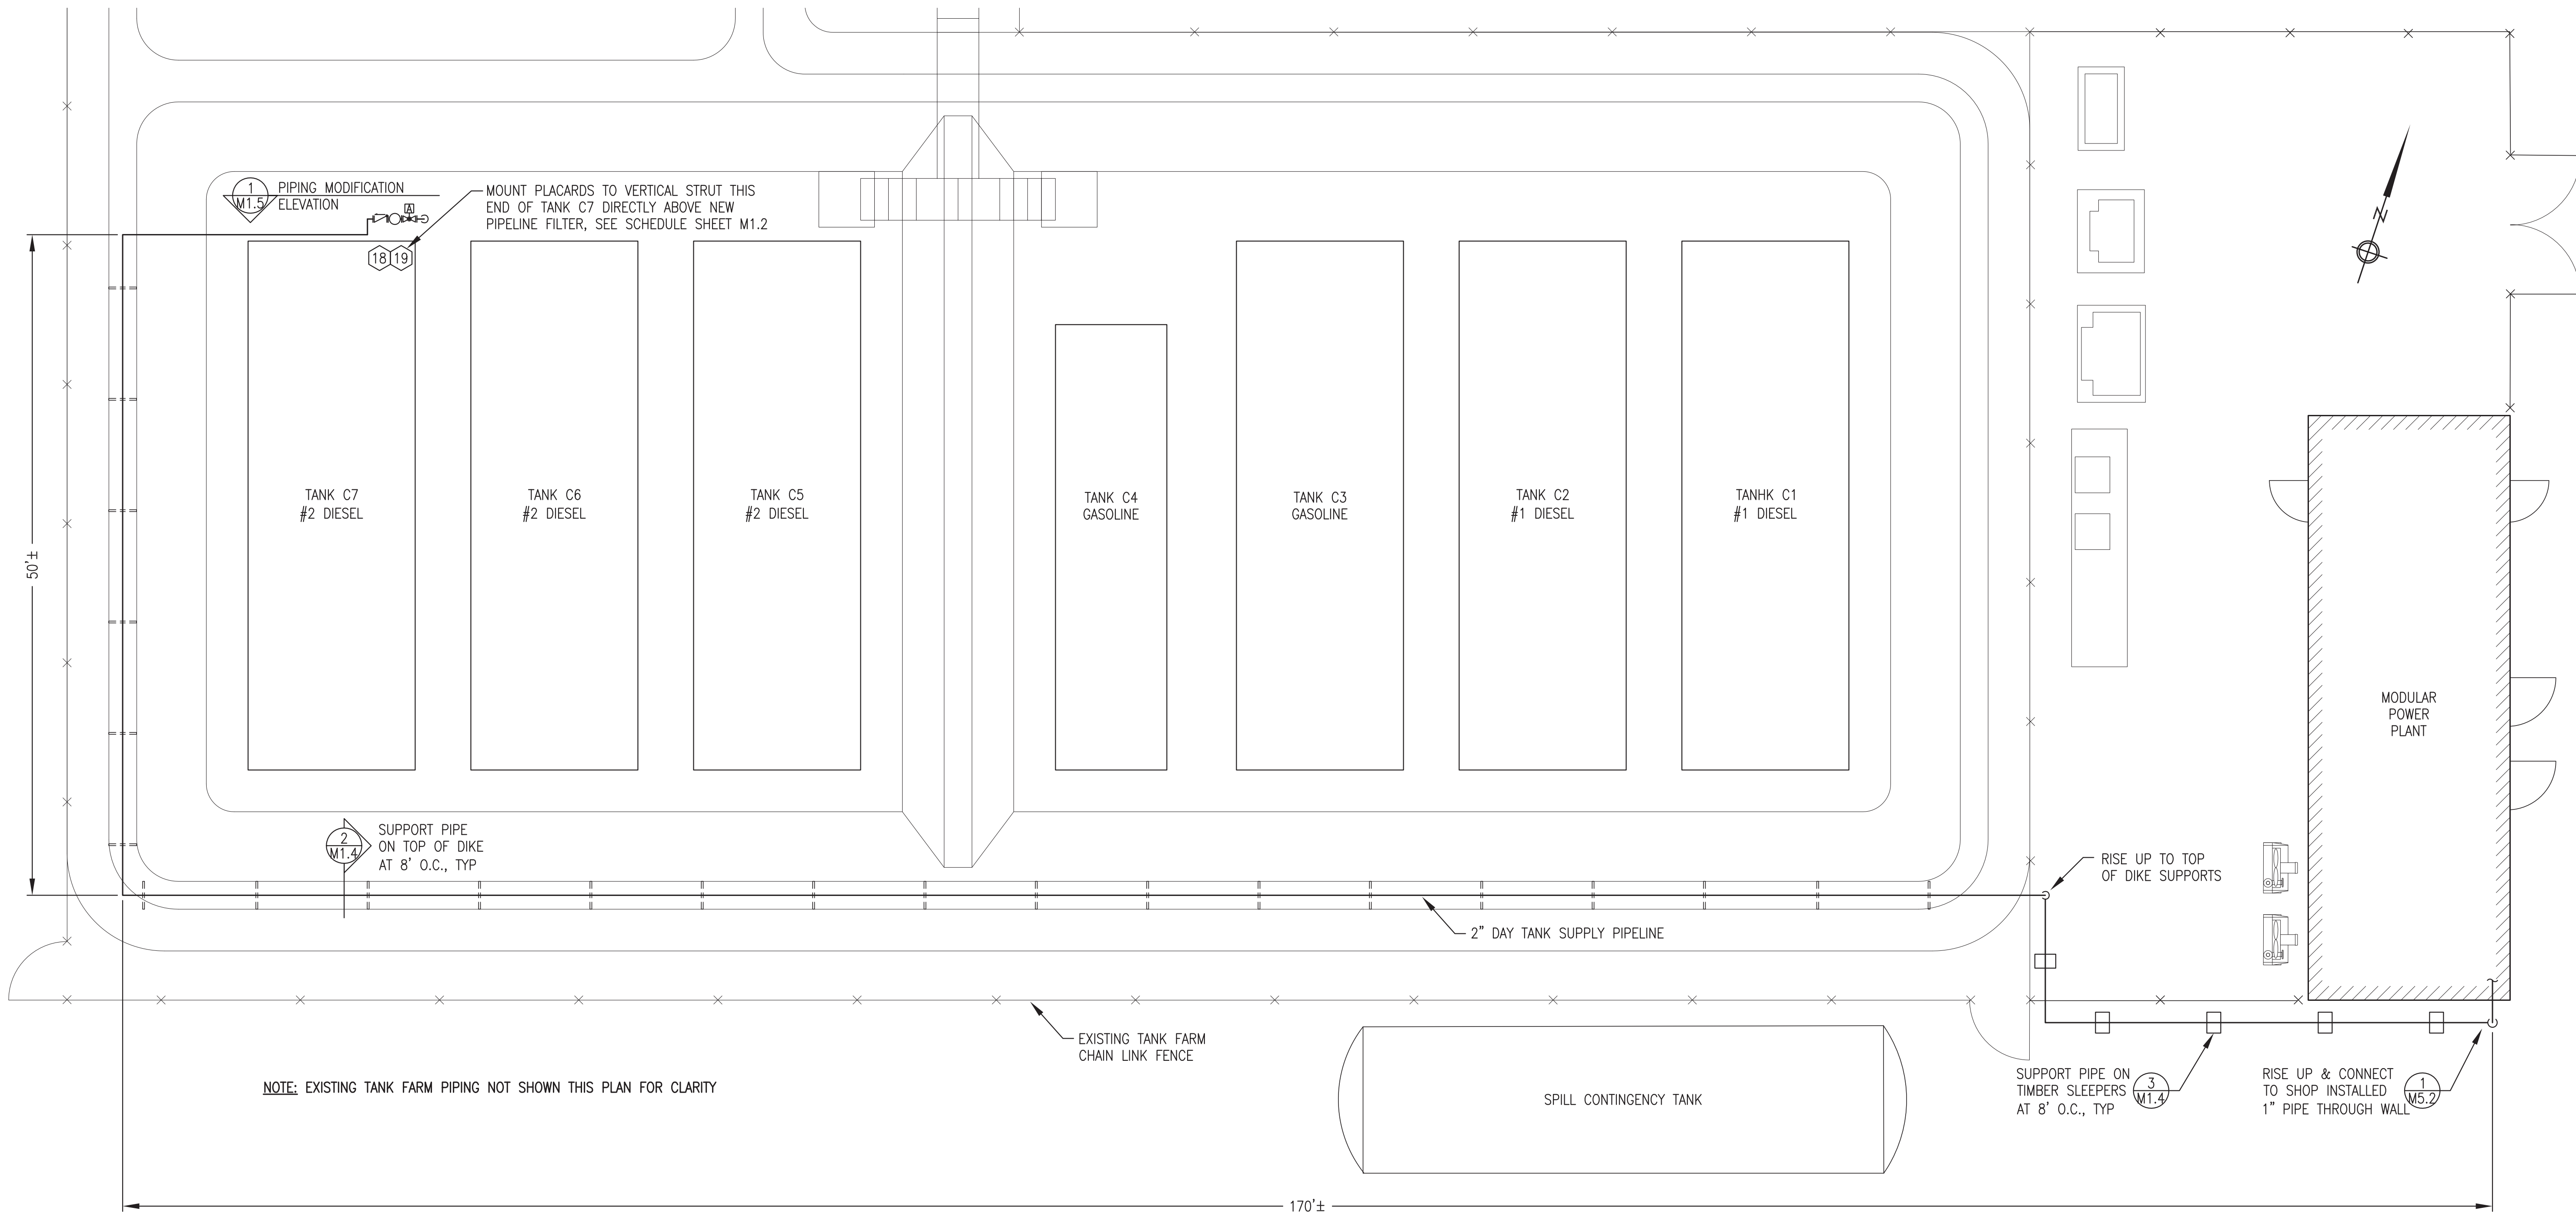 1
M1.5
PIPING MODIFICATION
ELEVATION
A
MOUNT PLACARDS TO VERTICAL STRUT THIS
END OF TANK C7 DIRECTLY ABOVE NEW
PIPELINE FILTER, SEE SCHEDULE SHEET M1.2
18 19
N
50'±
TANK C7
#2 DIESEL
TANK C6
#2 DIESEL
TANK C5
#2 DIESEL
TANK C4
GASOLINE
TANK C3
GASOLINE
TANK C2
#1 DIESEL
TANHK C1
#1 DIESEL
MODULAR
POWER
PLANT
2
M1.4
SUPPORT PIPE
ON TOP OF DIKE
AT 8' O.C., TYP
RISE UP TO TOP
OF DIKE SUPPORTS
2" DAY TANK SUPPLY PIPELINE
EXISTING TANK FARM
CHAIN LINK FENCE
NOTE: EXISTING TANK FARM PIPING NOT SHOWN THIS PLAN FOR CLARITY
SPILL CONTINGENCY TANK
SUPPORT PIPE ON
TIMBER SLEEPERS
AT 8' O.C., TYP
3
M1.4
RISE UP & CONNECT
TO SHOP INSTALLED
1" PIPE THROUGH WALL
1
M5.2
170'±